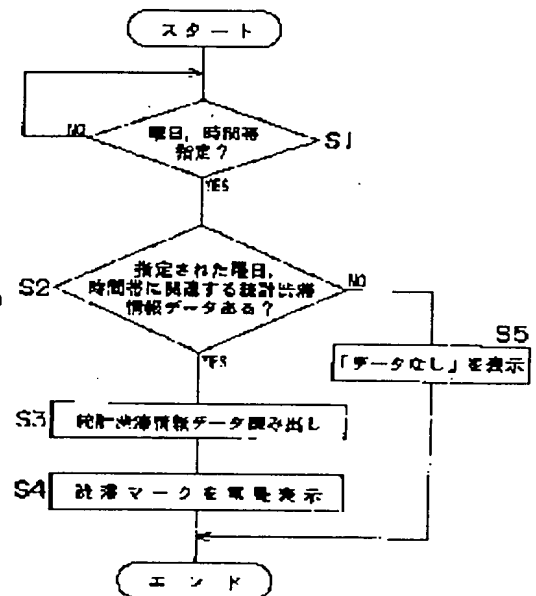 スタート
曜日，時間帯
指定？
S1
NO
YES
指定された曜日，
時間帯に関連する統計渋滞
情報データある？
S2
NO
YES
S5
「データなし」を表示
S3
統計渋滞情報データ読み出し
S4
渋滞マークを重畳表示
エンド